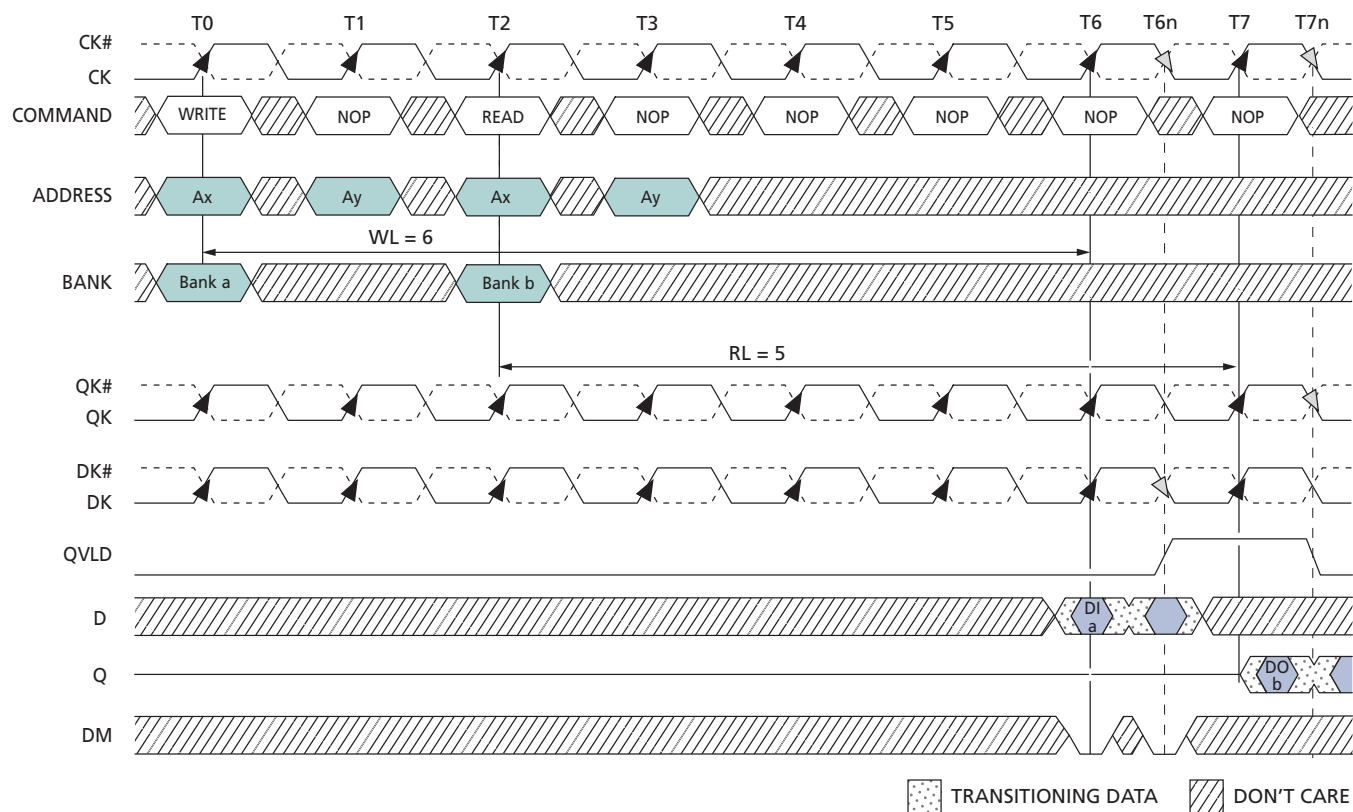 T0 T1 T2 T3 T4 T5 T6 T6n T7 T7n
CK#
CK
COMMAND WRITE NOP READ NOP NOP NOP NOP NOP
ADDRESS Ax Ay Ax Ay
WL = 6
BANK Bank a Bank b
RL = 5
QK#
QK
DK#
DK
QVLD
D DI a
Q DO b
DM
TRANSITIONING DATA DON'T CARE